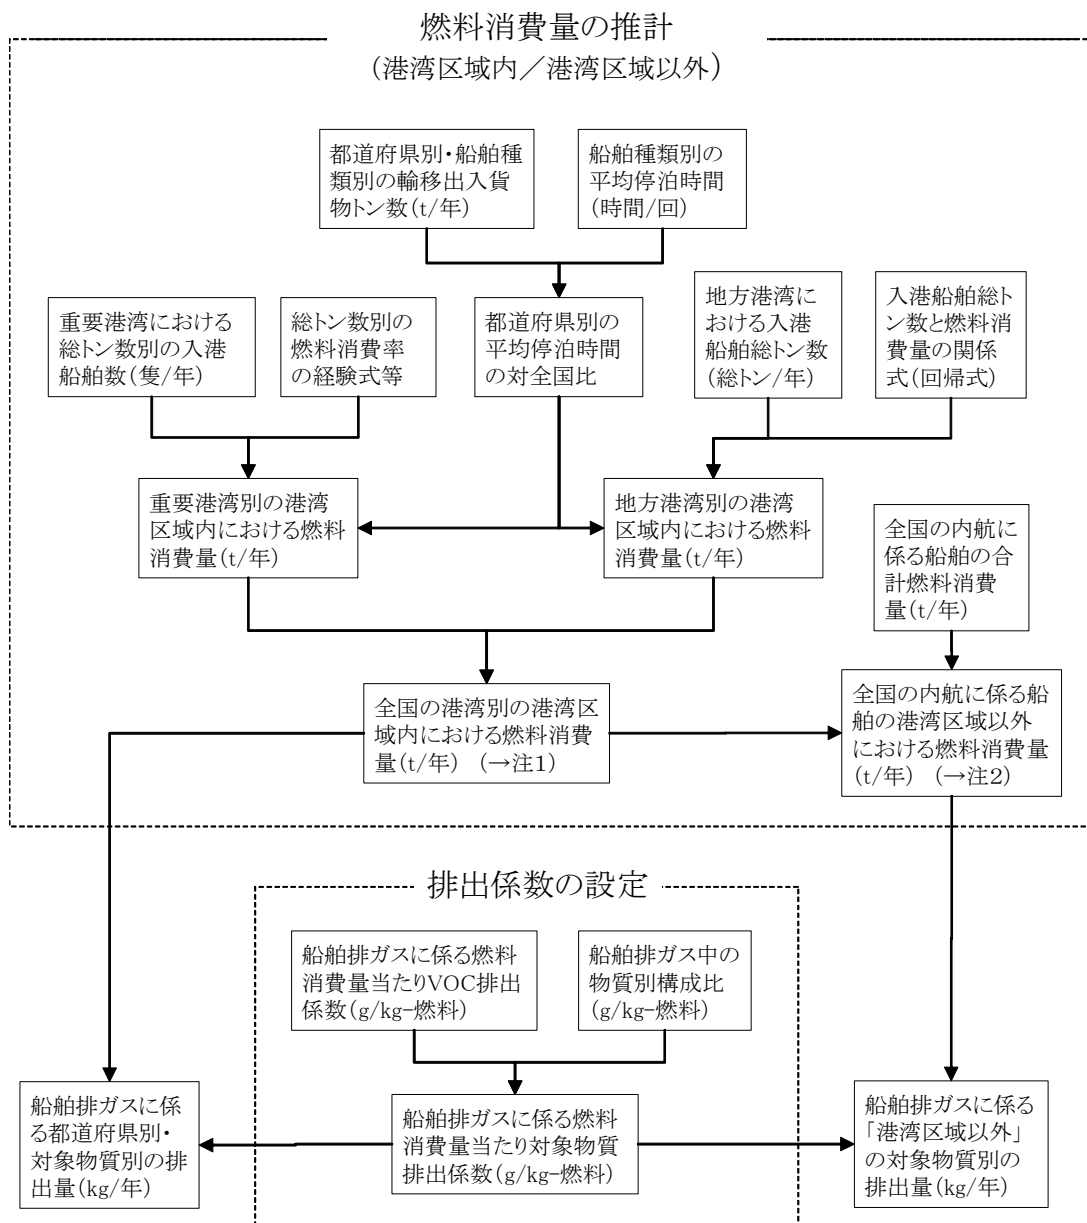 燃料消費量の推計
(港湾区域内／港湾区域以外)
都道府県別・船舶種
類別の輸移出入貨
物トン数(t/年)
船舶種類別の
平均停泊時間
(時間/回)
重要港湾における
総トン数別の入港
船舶数(隻/年)
総トン数別の
燃料消費率
の経験式等
都道府県別の
平均停泊時間
の対全国比
地方港湾に
おける入港
船舶総トン数
(総トン/年)
入港船舶総ト
ン数と燃料消
費量の関係
式(回帰式)
重要港湾別の港湾
区域内における燃料
消費量(t/年)
地方港湾別の港湾
区域内における燃料
消費量(t/年)
全国の内航に
係る船舶の合
計燃料消費
量(t/年)
全国の港湾別の港湾区
域内における燃料消費
量(t/年) (→注1)
全国の内航に係る船
舶の港湾区域以外
における燃料消費量
(t/年) (→注2)
排出係数の設定
船舶排ガスに係る燃料
消費量当たりVOC排出
係数(g/kg-燃料)
船舶排ガス中の
物質別構成比
(g/kg-燃料)
船舶排ガスに係
る都道府県別・
対象物質別の排
出量(kg/年)
船舶排ガスに係る燃料
消費量当たり対象物質
排出係数(g/kg-燃料)
船舶排ガスに係る
「港湾区域以外」
の対象物質別の
排出量(kg/年)